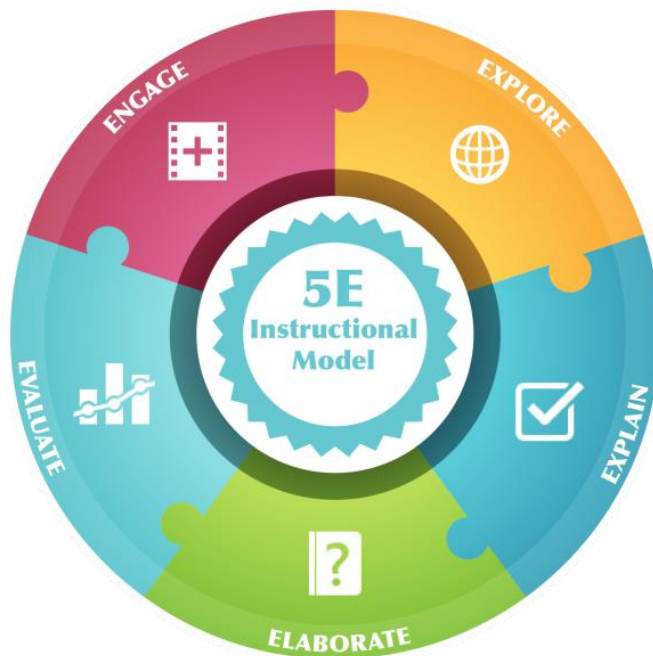 ENGAGE
EXPLORE
5E
Instructional
Model
EVALUATE
EXPLAIN
?
ELABORATE